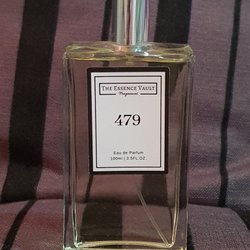 THE ESSENCE VAULT
Fragrances
479
Eau de Parfum
100ml | 3.5FL.OZ.